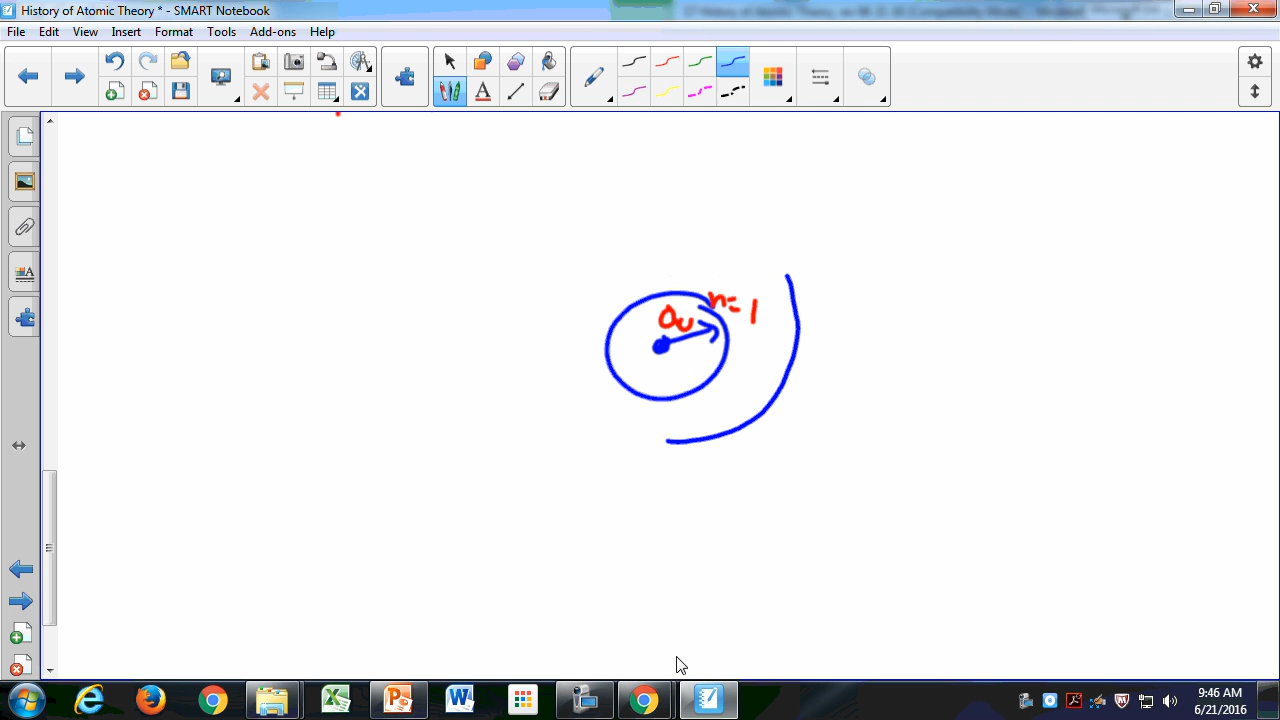 History of Atomic Theory * - SMART Notebook
File Edit View Insert Format Tools Add-ons Help
n=1
9:46 AM
6/21/2016